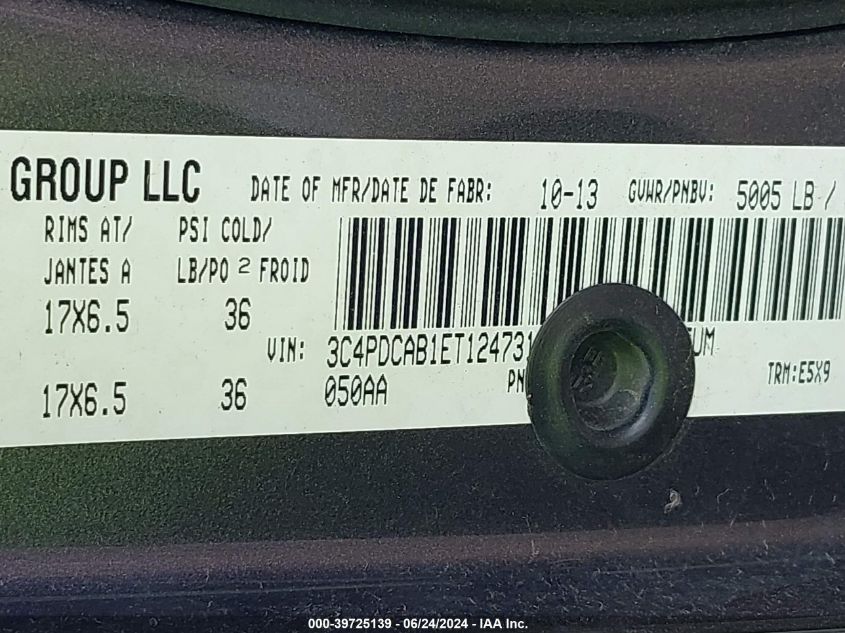 GROUP LLC DATE OF MFR/DATE DE FABR: 10-13 GVWR/PNBV: 5005 LB /
RIMS AT/ PSI COLD/
JANTES A LB/PO 2 FROID
17X6.5 36
VIN: 3C4PDCAB1ET124731
TRM:E5X9
17X6.5 36 050AA PN
000-39725139 - 06/24/2024 - IAA Inc.